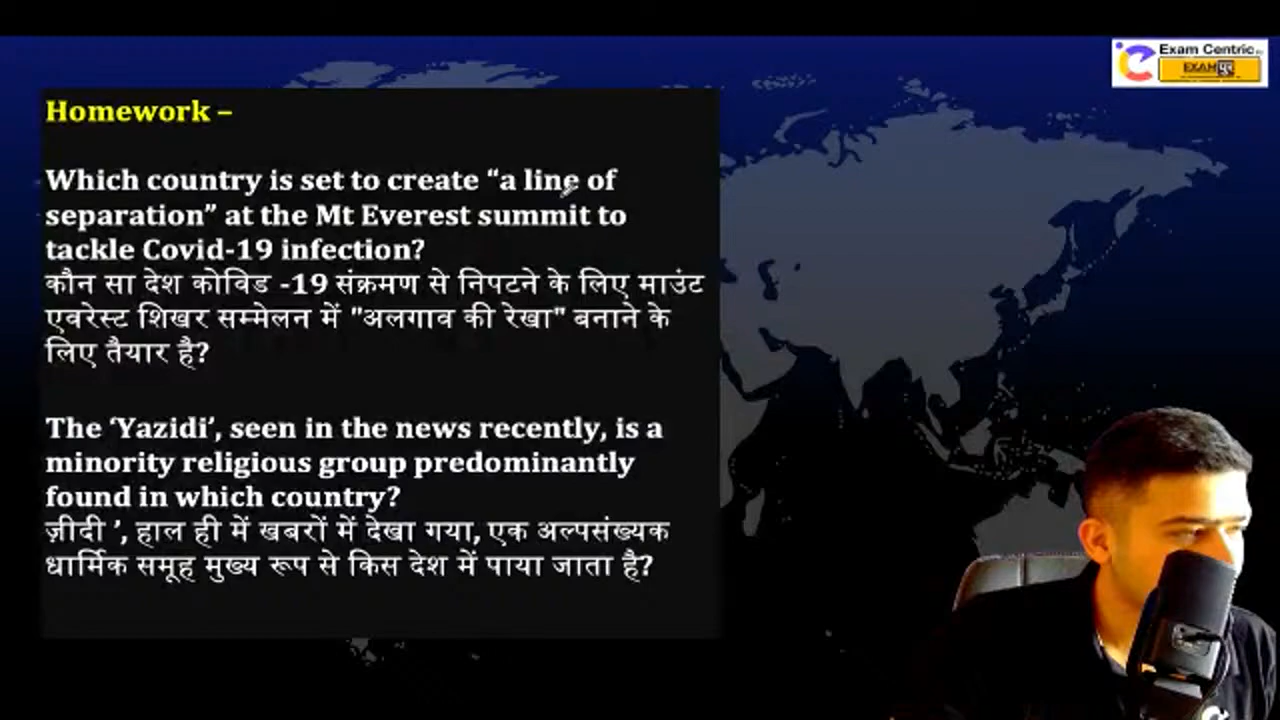 Exam Centric
EXAM पुर
Homework –
Which country is set to create “a line of
separation” at the Mt Everest summit to
tackle Covid-19 infection?
कौन सा देश कोविड -19 संक्रमण से निपटने के लिए माउंट
एवरेस्ट शिखर सम्मेलन में "अलगाव की रेखा" बनाने के
लिए तैयार है?
The ‘Yazidi’, seen in the news recently, is a
minority religious group predominantly
found in which country?
ज़ीदी ’, हाल ही में खबरों में देखा गया, एक अल्पसंख्यक
धार्मिक समूह मुख्य रूप से किस देश में पाया जाता है?